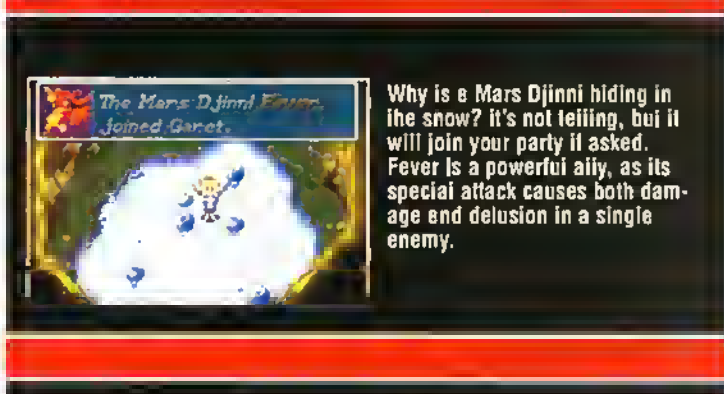 The Mars Djinni Fever
joined Garet.
Why is a Mars Djinni hiding in
the snow? it's not telling, but it
will join your party if asked.
Fever is a powerful ally, as its
special attack causes both dam-
age and delusion in a single
enemy.